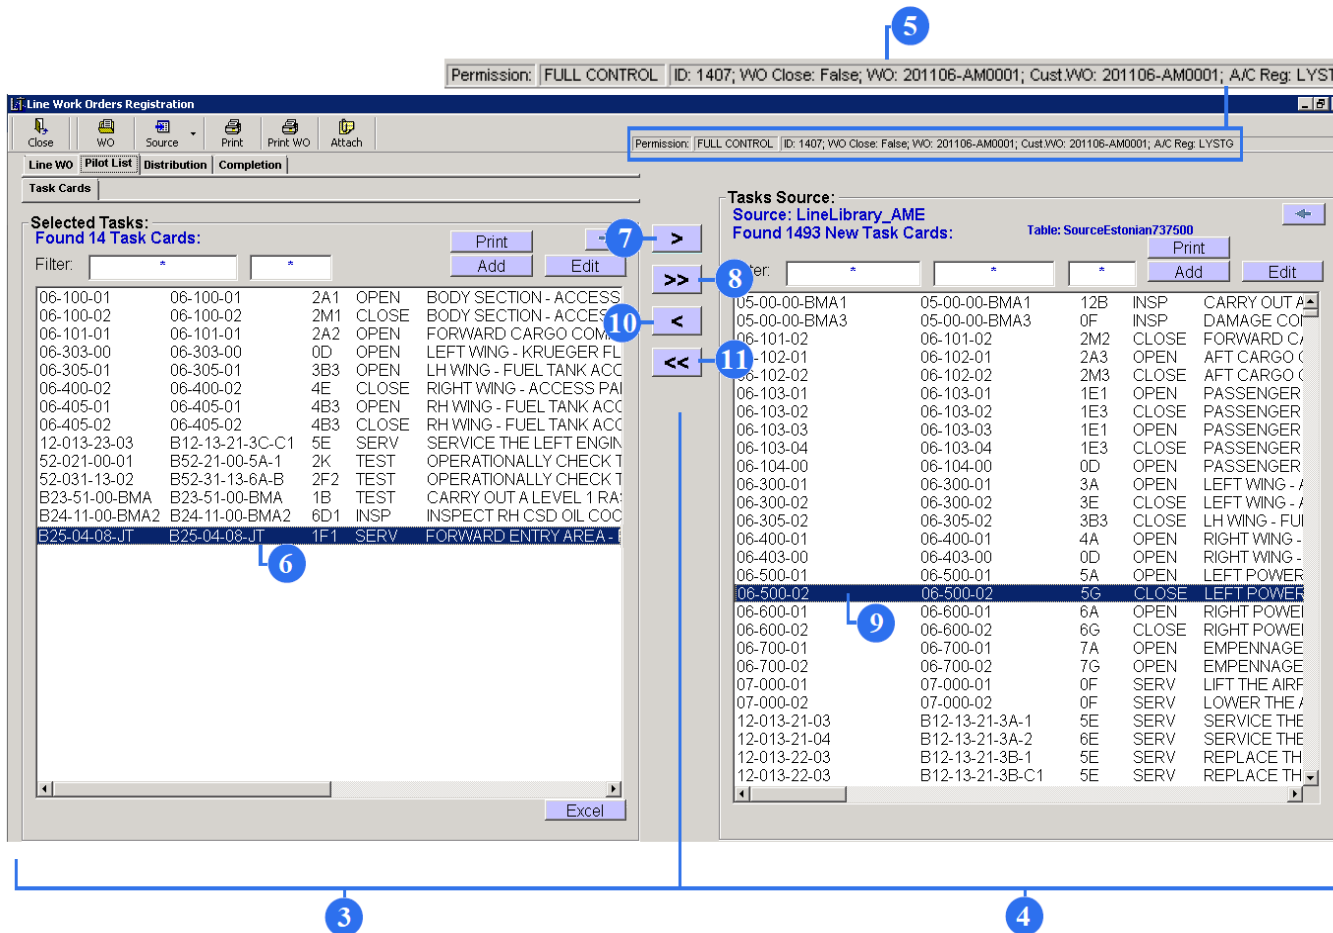 5
Permission: FULL CONTROL ID: 1407; WO Close: False; WO: 201106-AM0001; Cust.WO: 201106-AM0001; A/C Reg: LYST
Line Work Orders Registration
Close WO Source Print Print WO Attach
Permission: FULL CONTROL ID: 1407; WO Close: False; WO: 201106-AM0001; Cust.WO: 201106-AM0001; A/C Reg: LYSTG
Line WO Pilot List Distribution Completion
Task Cards
Selected Tasks:
Found 14 Task Cards:
Print
Filter: * * Add Edit
06-100-01 06-100-01 2A1 OPEN BODY SECTION - ACCESS
06-100-02 06-100-02 2M1 CLOSE BODY SECTION - ACCES
06-101-01 06-101-01 2A2 OPEN FORWARD CARGO COM
06-303-00 06-303-00 0D OPEN LEFT WING - KRUEGER FL
06-305-01 06-305-01 3B3 OPEN LH WING - FUEL TANK ACC
06-400-02 06-400-02 4E CLOSE RIGHT WING - ACCESS PAI
06-405-01 06-405-01 4B3 OPEN RH WING - FUEL TANK ACC
06-405-02 06-405-02 4B3 CLOSE RH WING - FUEL TANK ACC
12-013-23-03 B12-13-21-3C-C1 5E SERV SERVICE THE LEFT ENGIN
52-021-00-01 B52-21-00-5A-1 2K TEST OPERATIONALLY CHECK T
52-031-13-02 B52-31-13-6A-B 2F2 TEST OPERATIONALLY CHECK T
B23-51-00-BMA B23-51-00-BMA 1B TEST CARRY OUT A LEVEL 1 RA
B24-11-00-BMA2 B24-11-00-BMA2 6D1 INSP INSPECT RH CSD OIL COC
B25-04-08-JT B25-04-08-JT 1F1 SERV FORWARD ENTRY AREA -
6
Excel
7 >
8 >>
10 <
11 <<
Tasks Source:
Source: LineLibrary_AME
Found 1493 New Task Cards: Table: SourceEstonian737500
Print
ter: * * * Add Edit
05-00-00-BMA1 05-00-00-BMA1 12B INSP CARRY OUT A
05-00-00-BMA3 05-00-00-BMA3 0F INSP DAMAGE CO
06-101-02 06-101-02 2M2 CLOSE FORWARD C
-102-01 06-102-01 2A3 OPEN AFT CARGO
06-102-02 06-102-02 2M3 CLOSE AFT CARGO
06-103-01 06-103-01 1E1 OPEN PASSENGER
06-103-02 06-103-02 1E3 CLOSE PASSENGER
06-103-03 06-103-03 1E1 OPEN PASSENGER
06-103-04 06-103-04 1E3 CLOSE PASSENGER
06-104-00 06-104-00 0D OPEN PASSENGER
06-300-01 06-300-01 3A OPEN LEFT WING -
06-300-02 06-300-02 3E CLOSE LEFT WING -
06-305-02 06-305-02 3B3 CLOSE LH WING - FU
06-400-01 06-400-01 4A OPEN RIGHT WING -
06-403-00 06-403-00 0D OPEN RIGHT WING -
06-500-01 06-500-01 5A OPEN LEFT POWER
06-500-02 06-500-02 5G CLOSE LEFT POWER
06-600-01 06-600-01 6A OPEN RIGHT POWE
06-600-02 06-600-02 6G CLOSE RIGHT POWE
06-700-01 06-700-01 7A OPEN EMPENNAGE
06-700-02 06-700-02 7G OPEN EMPENNAGE
07-000-01 07-000-01 0F SERV LIFT THE AIR
07-000-02 07-000-02 0F SERV LOWER THE
12-013-21-03 B12-13-21-3A-1 5E SERV SERVICE THE
12-013-21-04 B12-13-21-3A-2 6E SERV SERVICE THE
12-013-22-03 B12-13-21-3B-1 5E SERV REPLACE TH
12-013-22-03 B12-13-21-3B-C1 5E SERV REPLACE TH
9
3
4